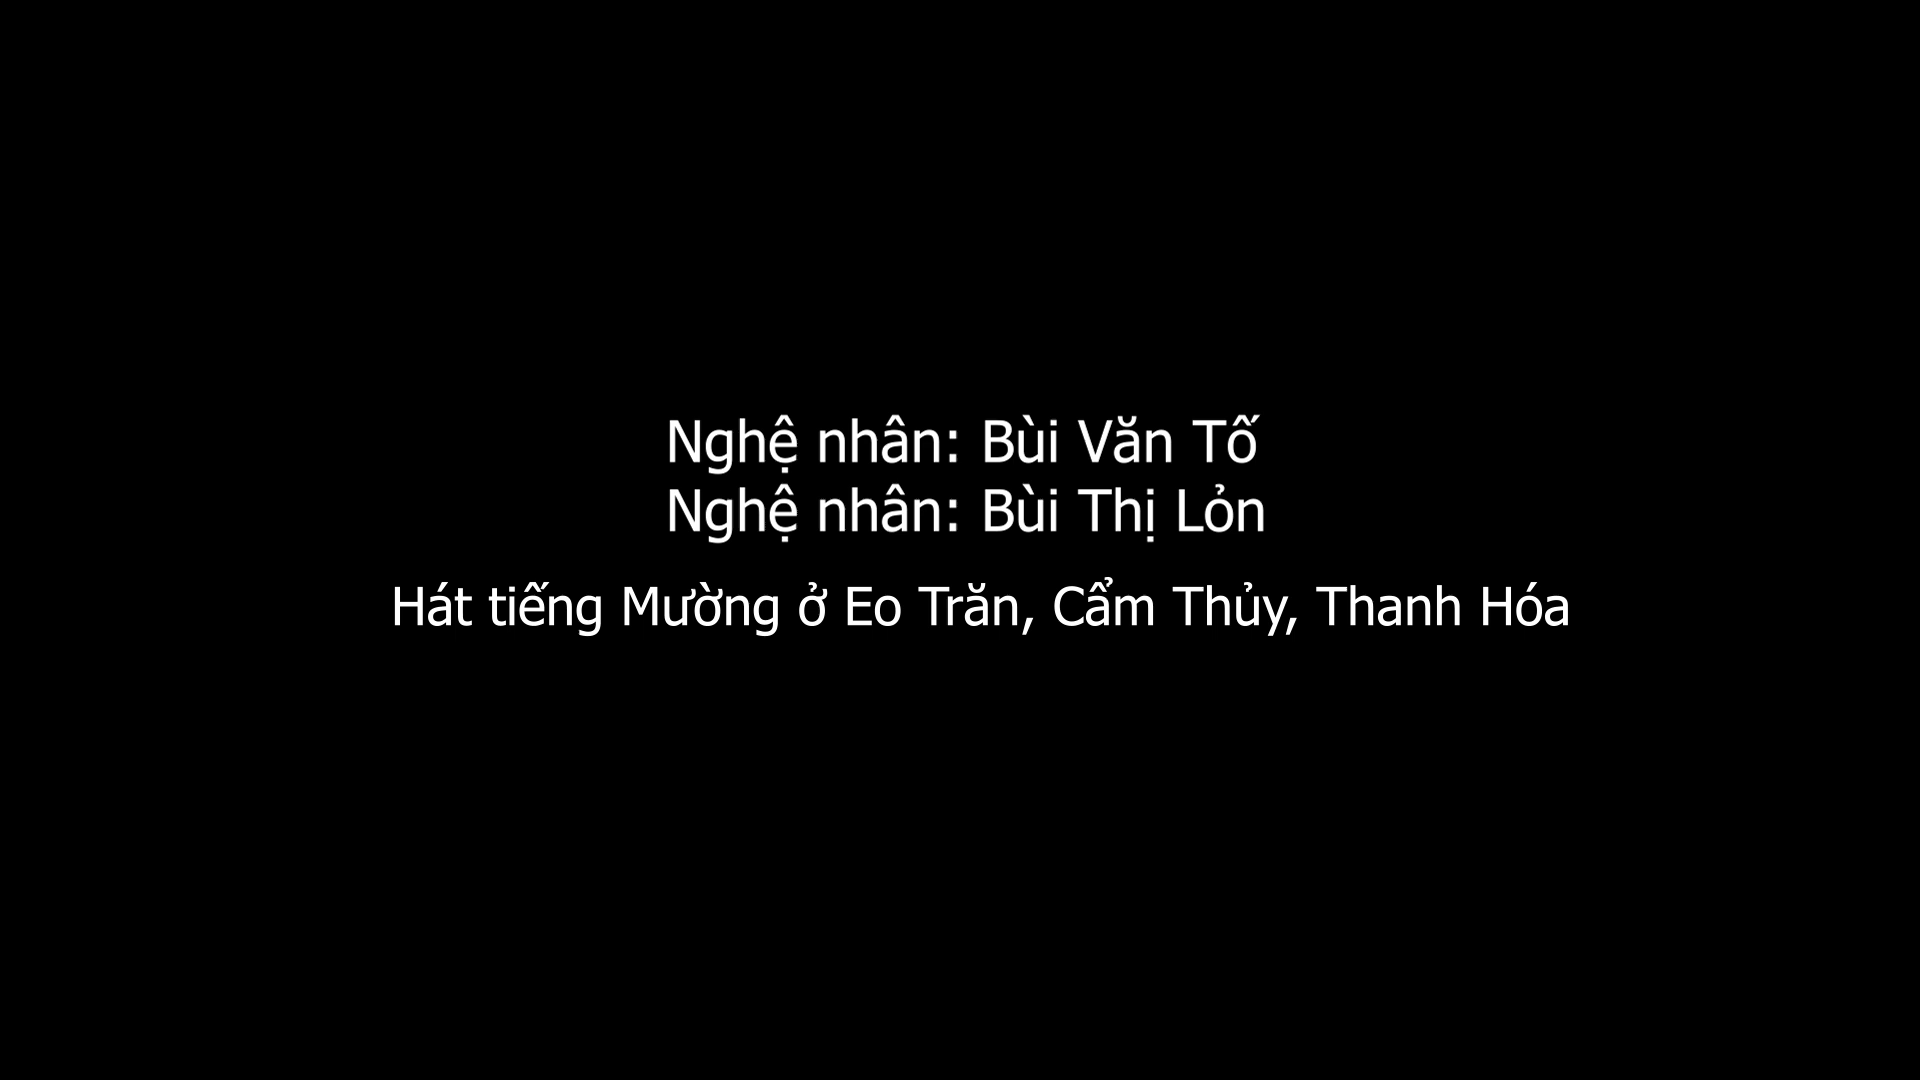 Nghệ nhân: Bùi Văn Tố
Nghệ nhân: Bùi Thị Lỏn
Hát tiếng Mường ở Eo Trăn, Cẩm Thủy, Thanh Hóa